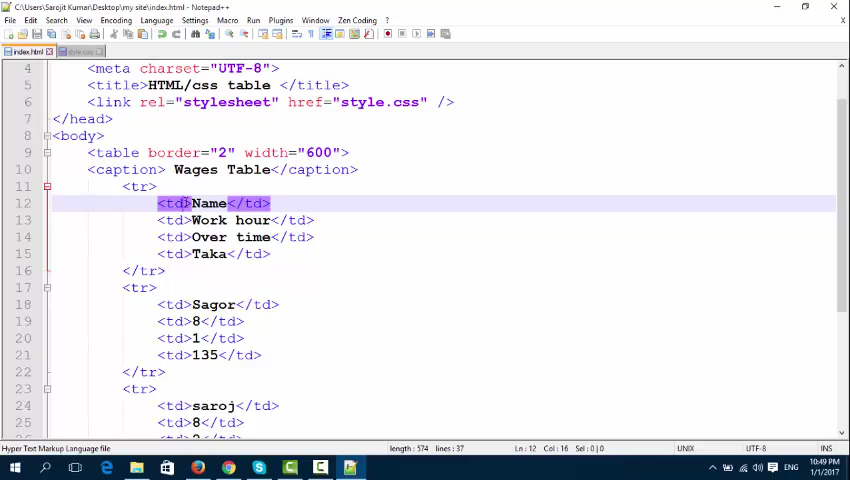 C:\Users\Sarojit Kumar\Desktop\my site\index.html - Notepad++
File Edit Search View Encoding Language Settings Macro Run Plugins Window Zen Coding ?
X
index.html style.css
4 <meta charset="UTF-8">
5 <title>HTML/css table </title>
6 <link rel="stylesheet" href="style.css" />
7 </head>
8 <body>
9 <table border="2" width="600">
10 <caption> Wages Table</caption>
11 <tr>
12 <td>Name</td>
13 <td>Work hour</td>
14 <td>Over time</td>
15 <td>Taka</td>
16 </tr>
17 <tr>
18 <td>Sagor</td>
19 <td>8</td>
20 <td>1</td>
21 <td>135</td>
22 </tr>
23 <tr>
24 <td>saroj</td>
25 <td>8</td>
Hyper Text Markup Language file length : 574 lines : 37 Ln : 12 Col : 16 Sel : 0 | 0 UNIX UTF-8 INS
ENG
10:49 PM
1/1/2017